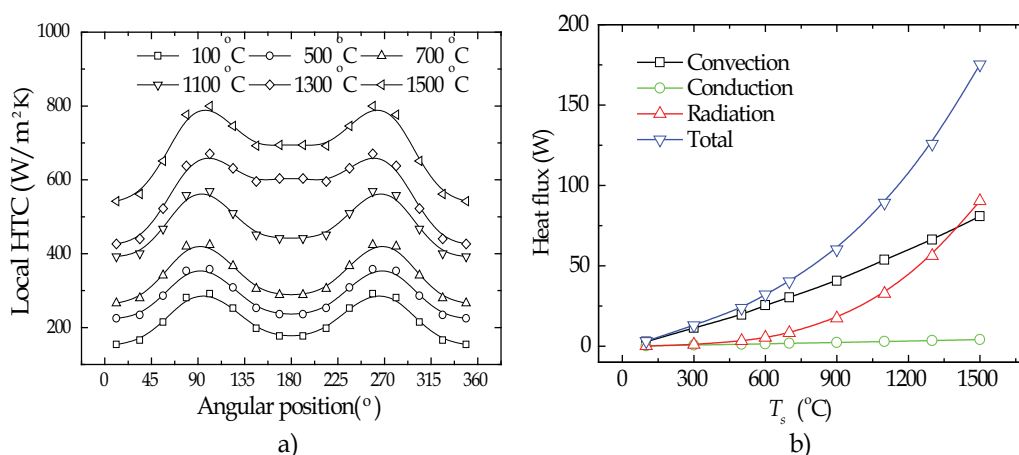 1000
800
600
400
200
Local HTC (W/m²K)
100 °C
500 °C
700 °C
1100 °C
1300 °C
1500 °C
0 45 90 135 180 225 270 315 360
Angular position(°)
a)
200
150
100
50
0
Heat flux (W)
Convection
Conduction
Radiation
Total
0 300 600 900 1200 1500
Ts (°C)
b)